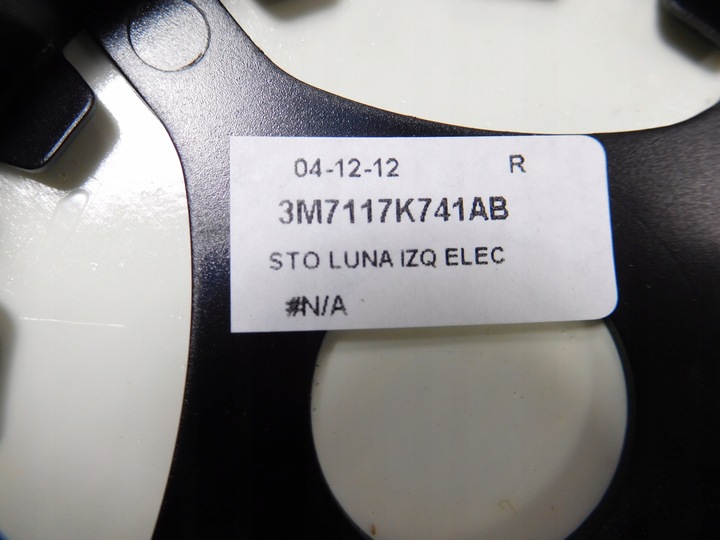 04-12-12 R
3M7117K741AB
STO LUNA IZQ ELEC
#N/A